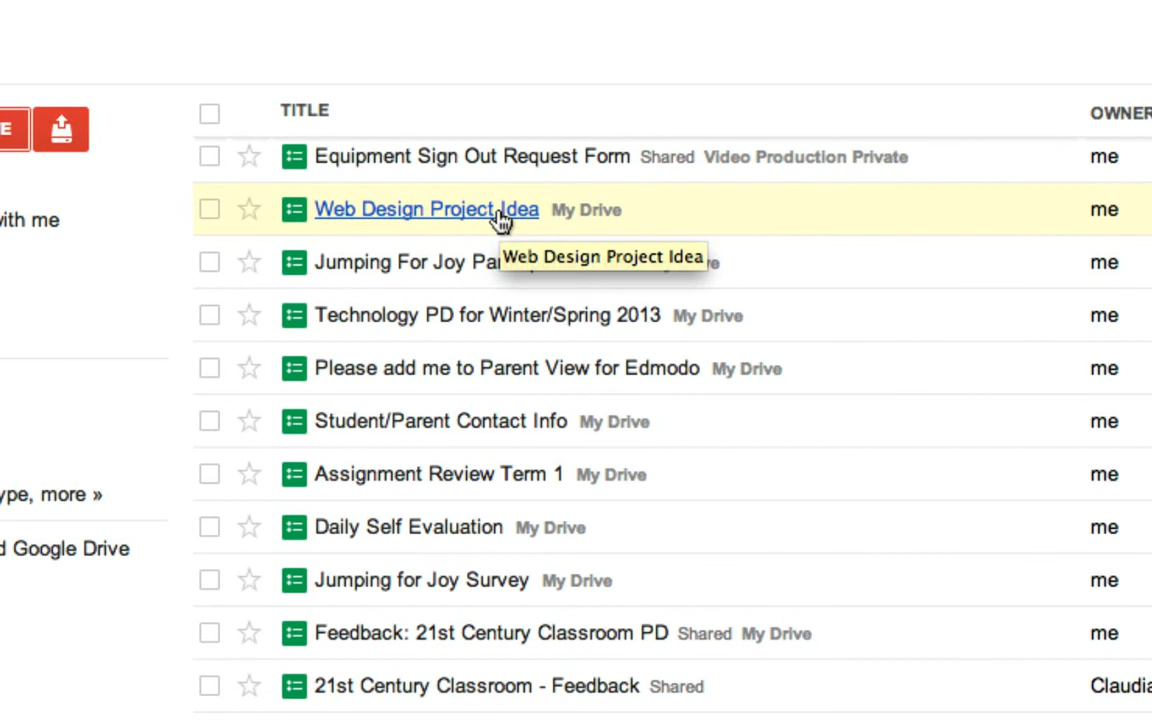 TITLE
OWNER
E
Equipment Sign Out Request Form Shared Video Production Private me
Web Design Project Idea My Drive me
with me
Web Design Project Idea
Jumping For Joy me
Technology PD for Winter/Spring 2013 My Drive me
Please add me to Parent View for Edmodo My Drive me
Student/Parent Contact Info My Drive me
Assignment Review Term 1 My Drive me
ype, more »
Daily Self Evaluation My Drive me
d Google Drive
Jumping for Joy Survey My Drive me
Feedback: 21st Century Classroom PD Shared My Drive me
21st Century Classroom - Feedback Shared Claudia